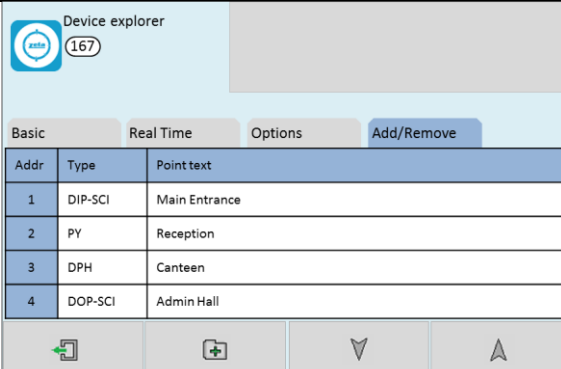 Device explorer
zeta
167
Basic Real Time Options Add/Remove
Addr Type Point text
1 DIP-SCI Main Entrance
2 PY Reception
3 DPH Canteen
4 DOP-SCI Admin Hall